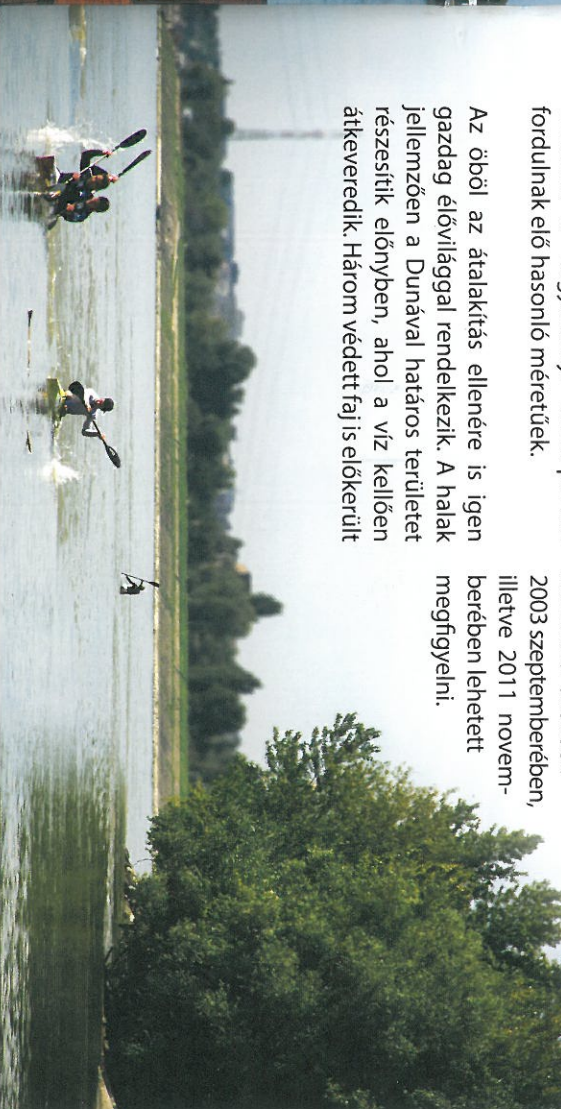 fordulnak elő hasonló méretűek.
Az öböl az átalakítás ellenére is igen
gazdag élővilággal rendelkezik. A halak
jellemzően a Dunával határos területet
részesítik előnyben, ahol a víz kellően
átkeveredik. Három védett faj is előkerült
2003 szeptemberében,
illetve 2011 novem-
berében lehetett
megfigyelni.